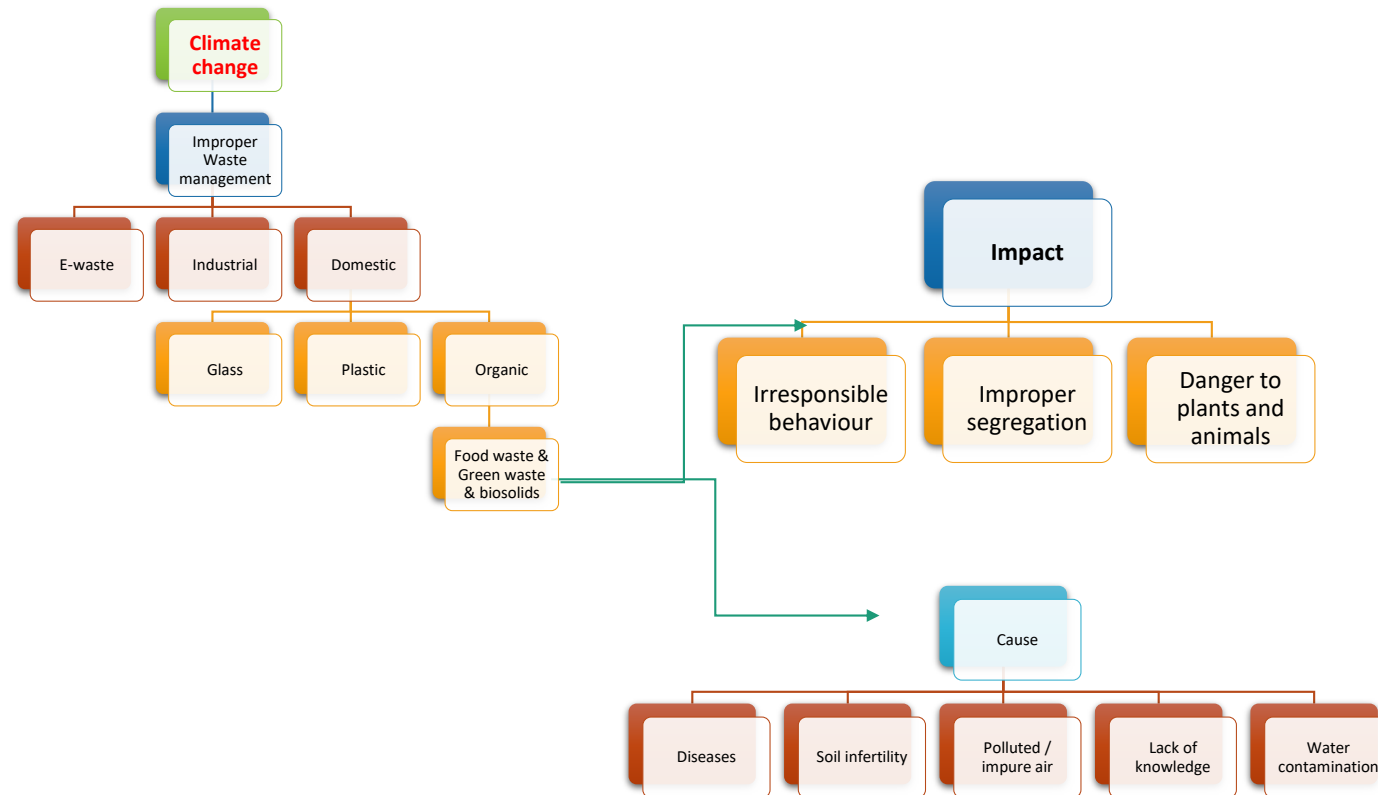 Climate
change
Improper
Waste
management
E-waste
Industrial
Domestic
Glass
Plastic
Organic
Food waste &
Green waste
& biosolids
Impact
Irresponsible
behaviour
Improper
segregation
Danger to
plants and
animals
Cause
Diseases
Soil infertility
Polluted /
impure air
Lack of
knowledge
Water
contamination